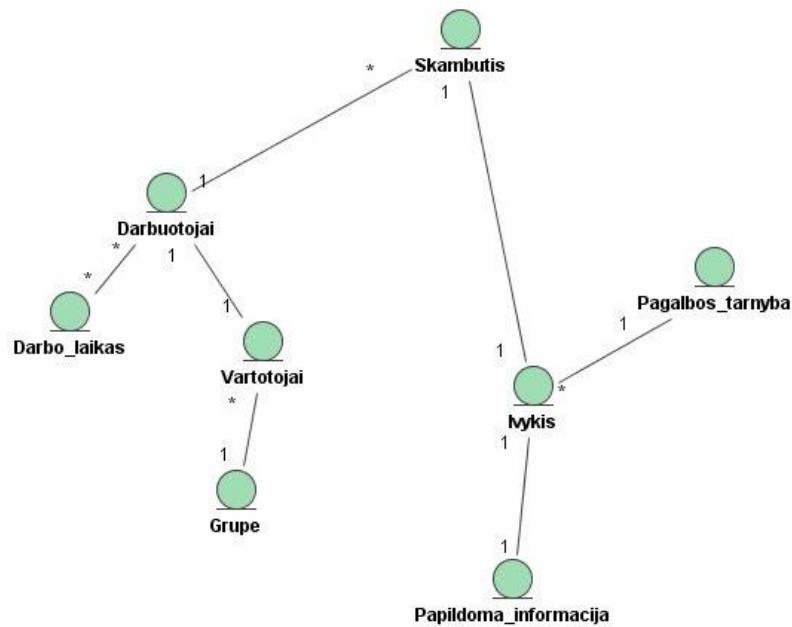 Skambutis
*
1
1
Darbuotojai
*
1
*
Pagalbos_tarnyba
1
1
Darbo_laikas
1
Vartotojai
*
*
Ivykis
1
1
Grupe
1
Papildoma_informacija